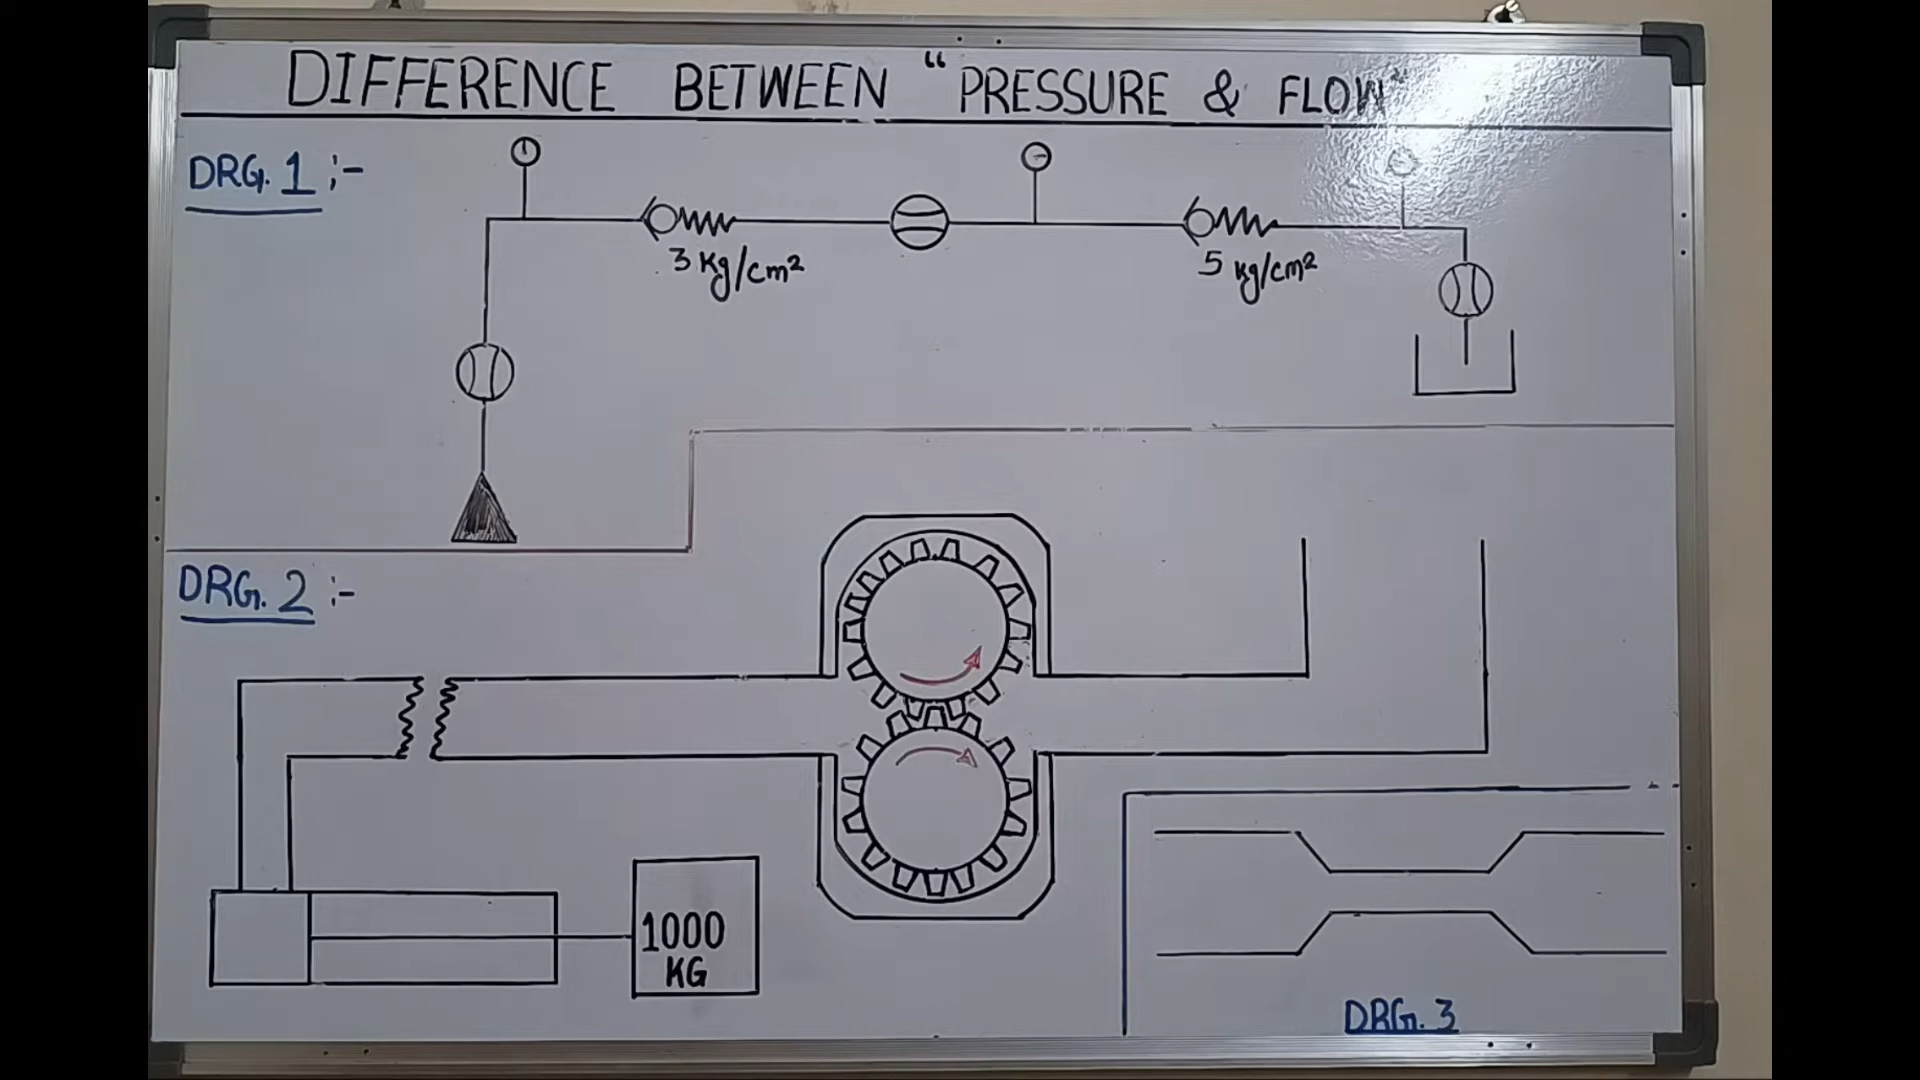 DIFFERENCE BETWEEN "PRESSURE & FLOW"
DRG. 1 :-
3 Kg/cm²
5 kg/cm²
DRG. 2 :-
1000
KG
DRG. 3